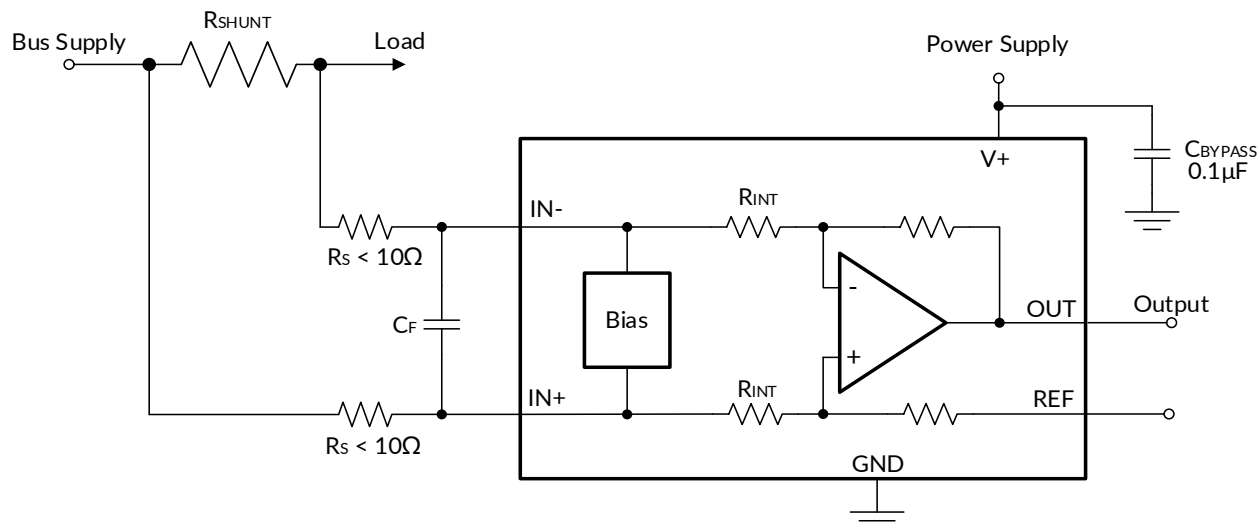 RSHUNT
Bus Supply
Load
Power Supply
V+
CBYPASS
0.1µF
IN-
RINT
RS < 10Ω
-
CF
Bias
OUT
Output
+
IN+
RINT
REF
RS < 10Ω
GND